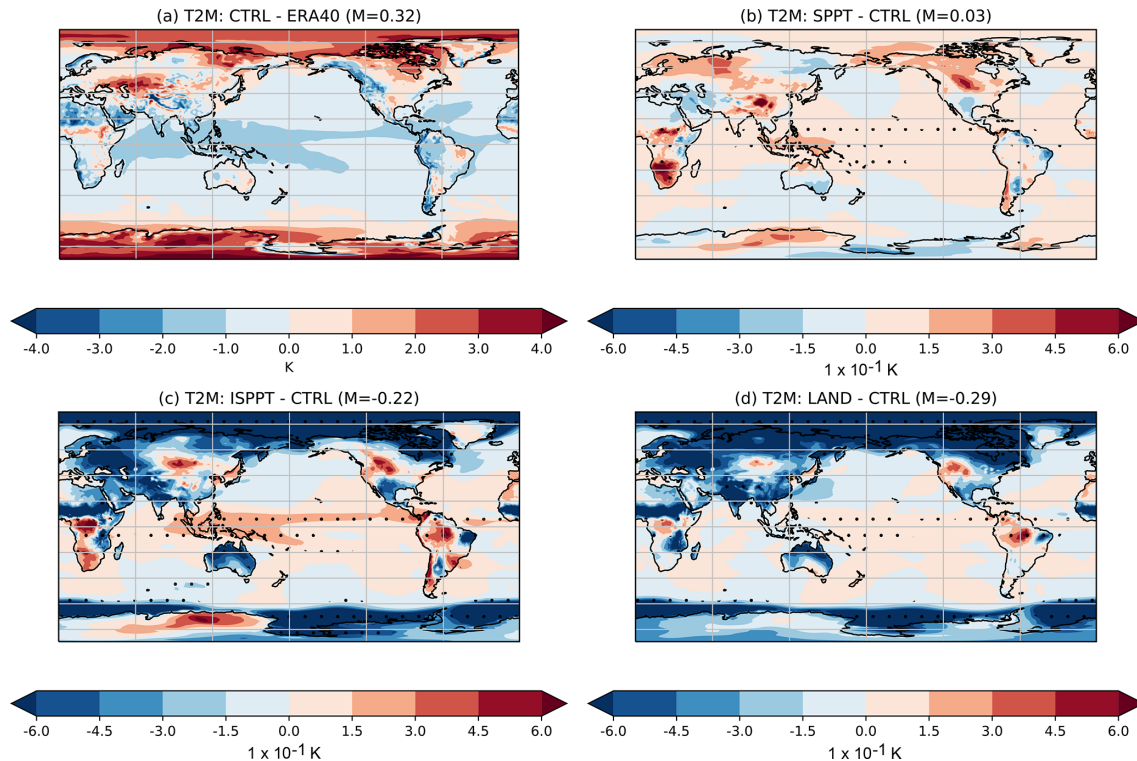 (a) T2M: CTRL - ERA40 (M=0.32)
(b) T2M: SPPT - CTRL (M=0.03)
-4.0 -3.0 -2.0 -1.0 0.0 1.0 2.0 3.0 4.0
K
-6.0 -4.5 -3.0 -1.5 0.0 1.5 3.0 4.5 6.0
1 x 10⁻¹ K
(c) T2M: ISPPT - CTRL (M=-0.22)
(d) T2M: LAND - CTRL (M=-0.29)
-6.0 -4.5 -3.0 -1.5 0.0 1.5 3.0 4.5 6.0
1 x 10⁻¹ K
-6.0 -4.5 -3.0 -1.5 0.0 1.5 3.0 4.5 6.0
1 x 10⁻¹ K